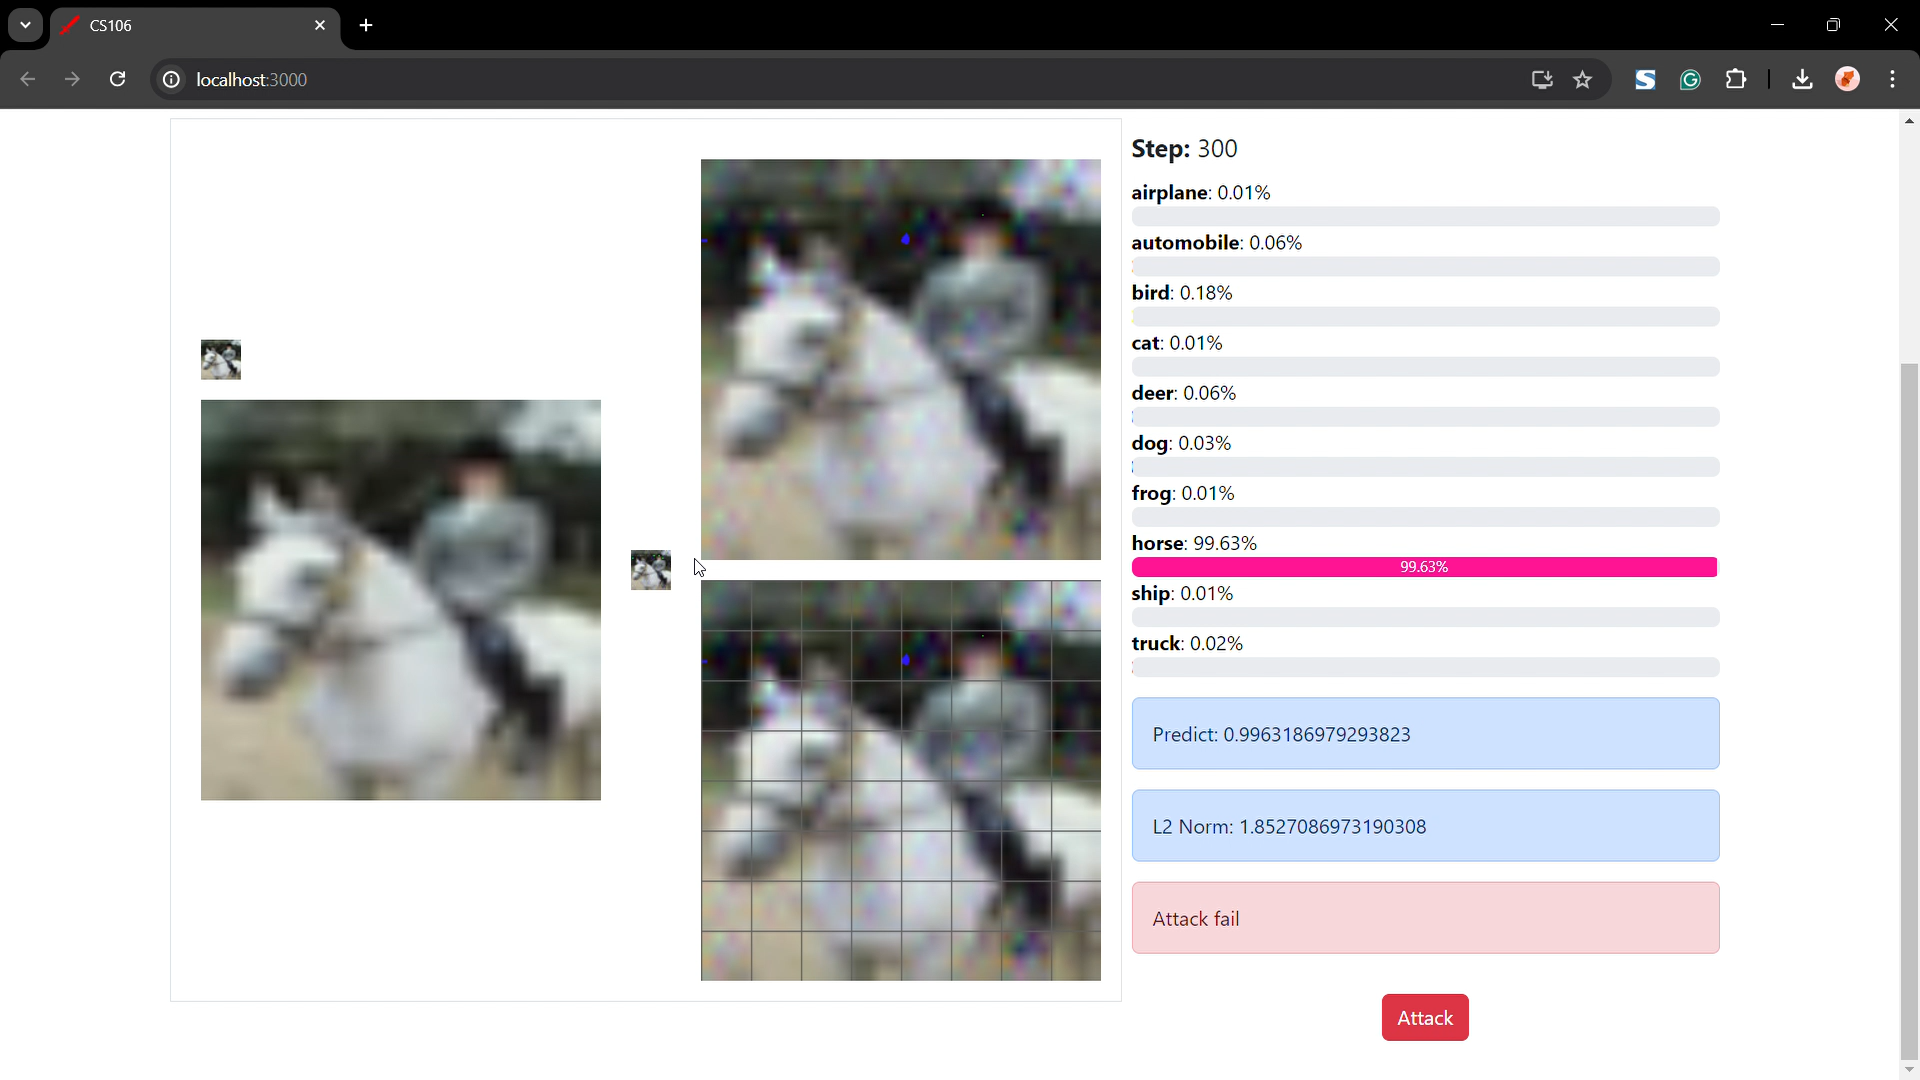 CS106
localhost:3000
Step: 300
airplane: 0.01%
automobile: 0.06%
bird: 0.18%
cat: 0.01%
deer: 0.06%
dog: 0.03%
frog: 0.01%
horse: 99.63%
99.63%
ship: 0.01%
truck: 0.02%
Predict: 0.9963186979293823
L2 Norm: 1.8527086973190308
Attack fail
Attack